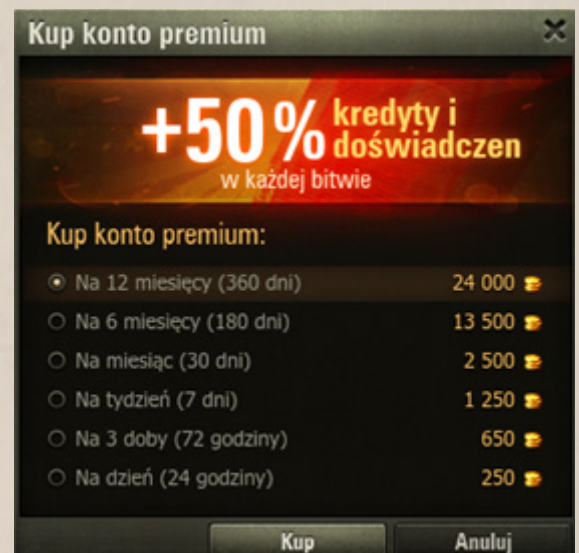 Kup konto premium
+50% kredyty i
doświadczen
w każdej bitwie
Kup konto premium:
Na 12 miesięcy (360 dni) 24 000
Na 6 miesięcy (180 dni) 13 500
Na miesiąc (30 dni) 2 500
Na tydzień (7 dni) 1 250
Na 3 doby (72 godziny) 650
Na dzień (24 godziny) 250
Kup Anuluj